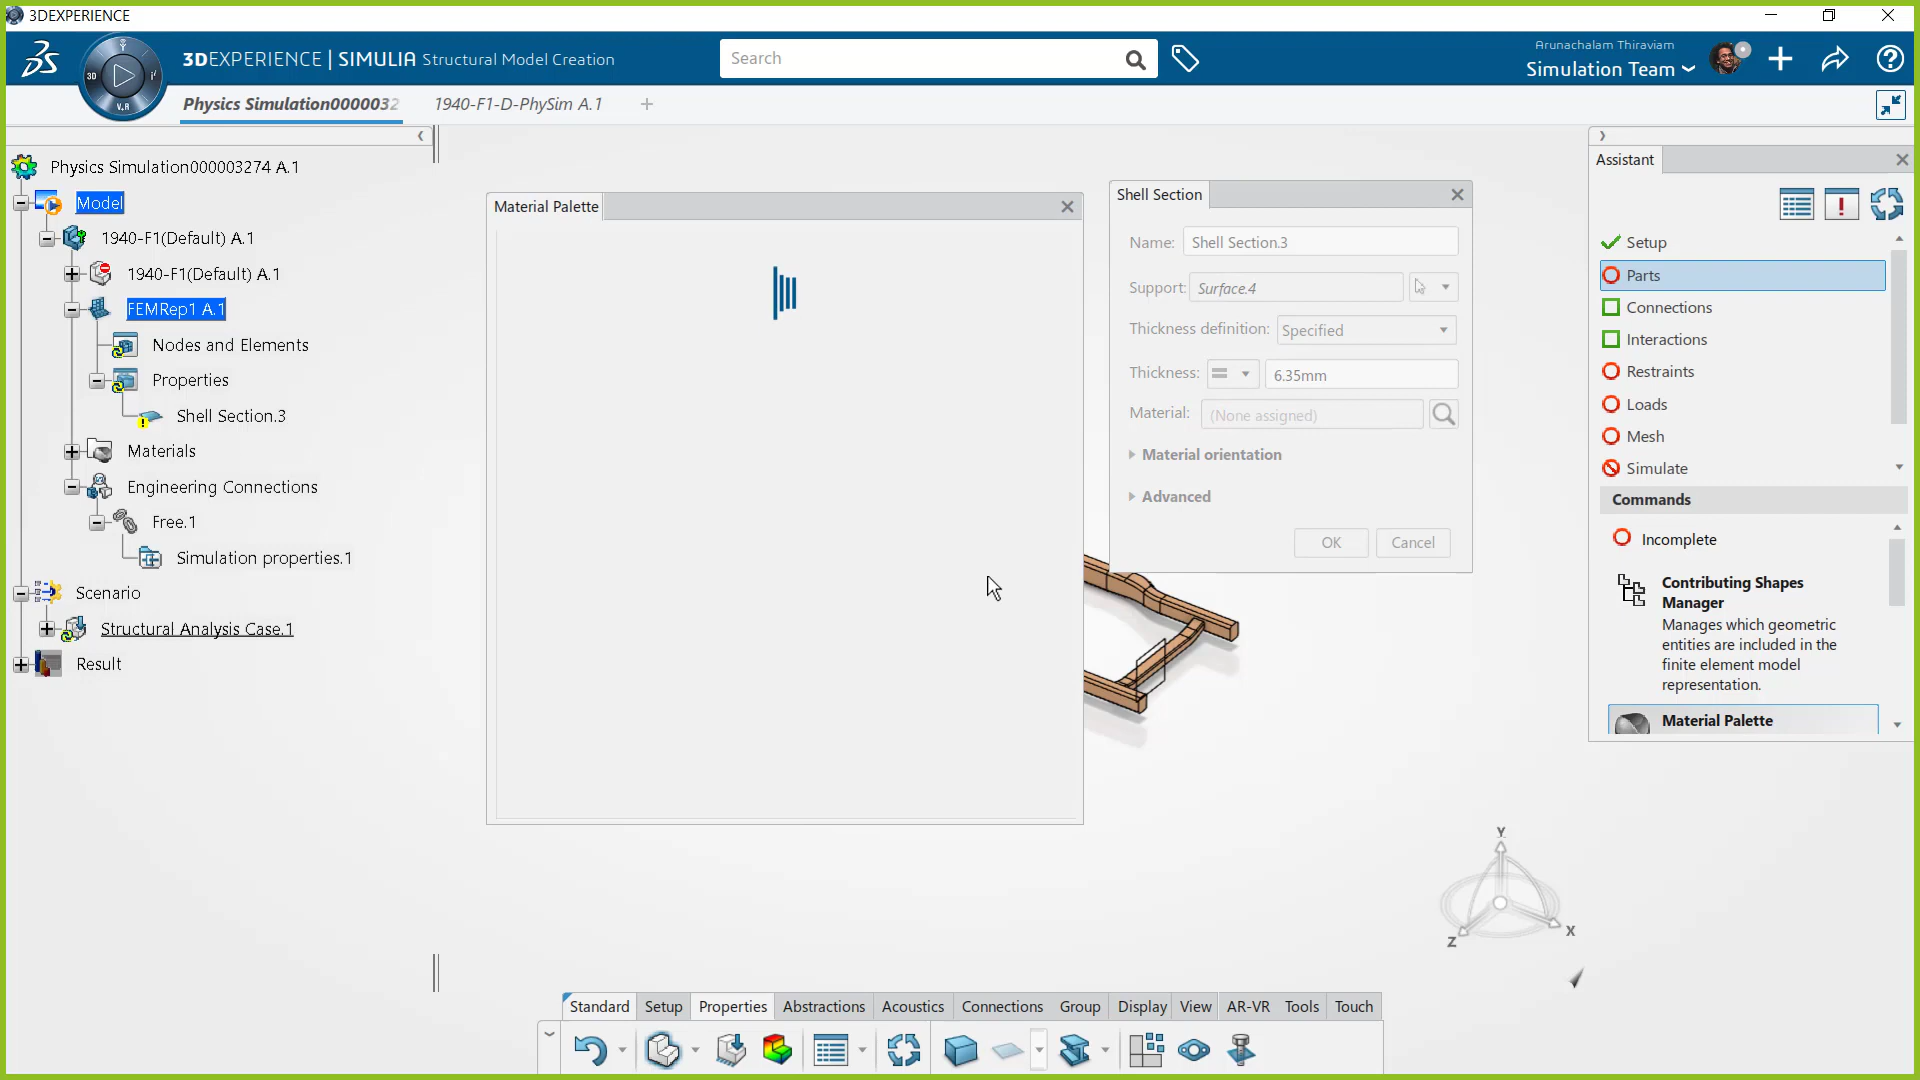 3DEXPERIENCE
3DEXPERIENCE | SIMULIA Structural Model Creation
Search
Arunachalam Thiraviam
Simulation Team
3D
V.R
Physics Simulation0000032
1940-F1-D-PhySim A.1
Physics Simulation000003274 A.1
Model
1940-F1(Default) A.1
1940-F1(Default) A.1
FEMRep1 A.1
Nodes and Elements
Properties
Shell Section.3
Materials
Engineering Connections
Free.1
Simulation properties.1
Scenario
Structural Analysis Case.1
Result
Material Palette
Shell Section
Name: Shell Section.3
Support: Surface.4
Thickness definition: Specified
Thickness: 6.35mm
Material: (None assigned)
Material orientation
Advanced
OK Cancel
Assistant
Setup
Parts
Connections
Interactions
Restraints
Loads
Mesh
Simulate
Commands
Incomplete
Contributing Shapes
Manager
Manages which geometric
entities are included in the
finite element model
representation.
Material Palette
Y
X
Z
Standard Setup Properties Abstractions Acoustics Connections Group Display View AR-VR Tools Touch